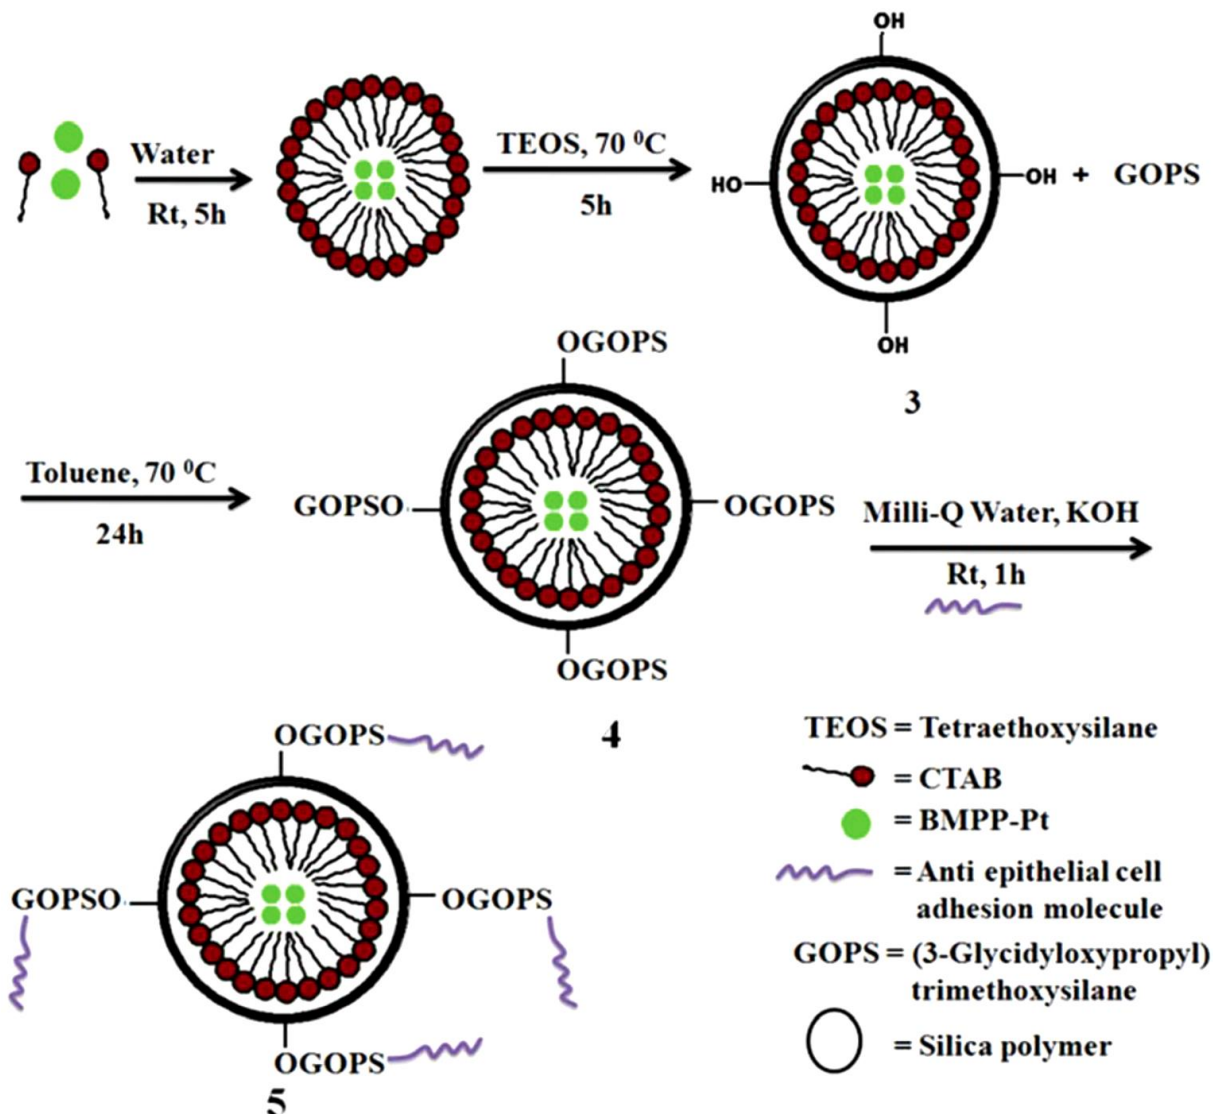 Water
Rt, 5h
TEOS, 70 ⁰C
5h
OH
HO
OH + GOPS
OH
3
Toluene, 70 ⁰C
24h
OGOPS
GOPSO
OGOPS
OGOPS
4
Milli-Q Water, KOH
Rt, 1h
OGOPS
GOPSO
OGOPS
OGOPS
5
TEOS = Tetraethoxysilane
= CTAB
= BMPP-Pt
= Anti epithelial cell
adhesion molecule
GOPS = (3-Glycidyloxypropyl)
trimethoxysilane
= Silica polymer